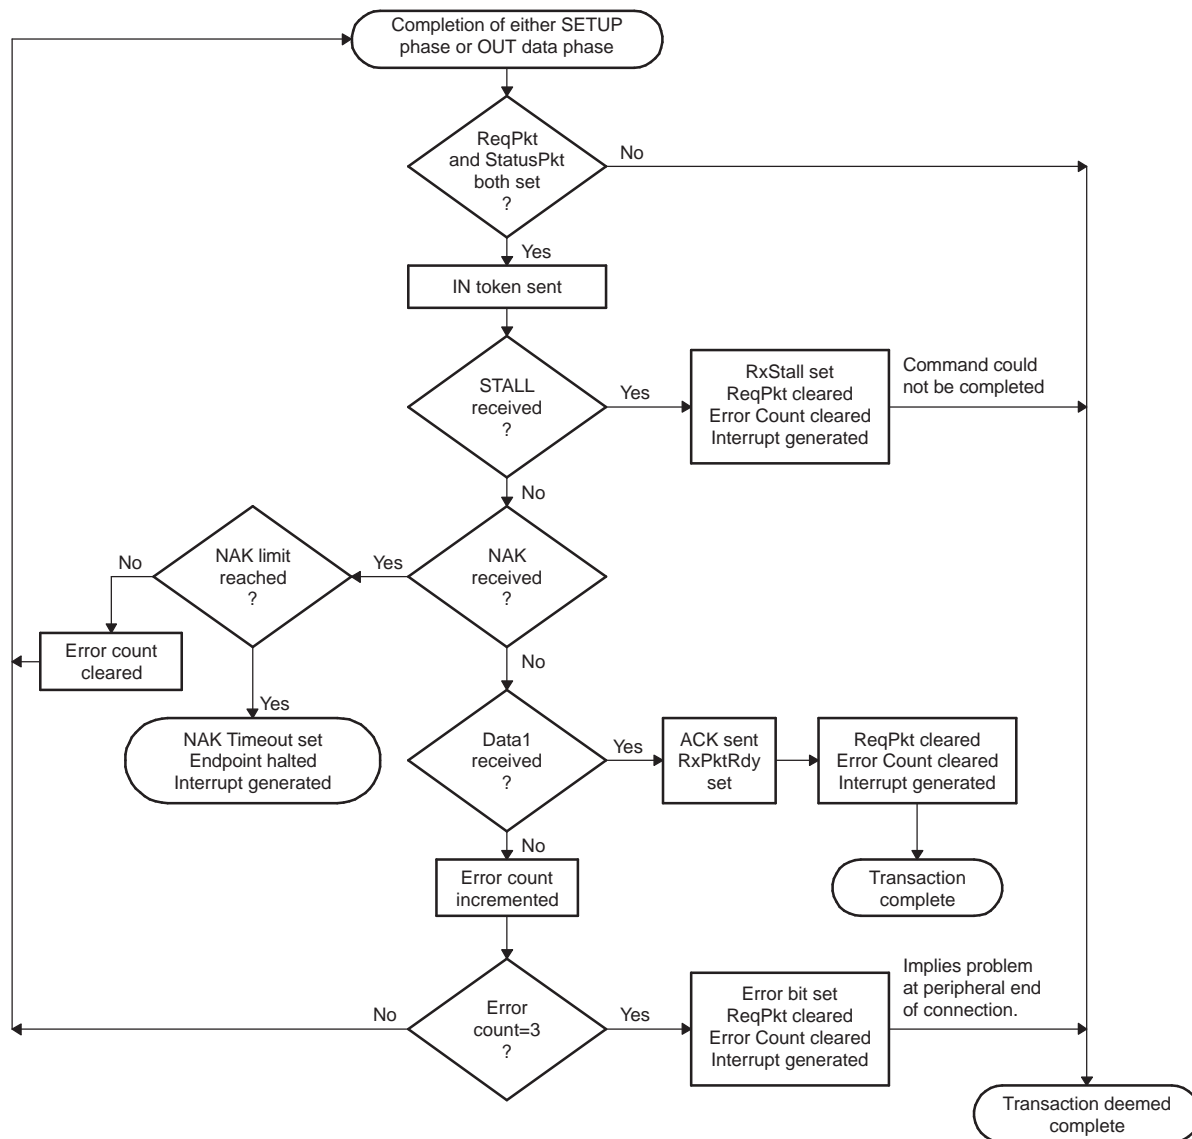 Completion of either SETUP
phase or OUT data phase
ReqPkt
and StatusPkt
both set
?
No
Yes
IN token sent
STALL
received
?
Yes
RxStall set
ReqPkt cleared
Error Count cleared
Interrupt generated
Command could
not be completed
No
NAK
received
?
Yes
NAK limit
reached
?
No
Error count
cleared
Yes
NAK Timeout set
Endpoint halted
Interrupt generated
No
Data1
received
?
Yes
ACK sent
RxPktRdy
set
ReqPkt cleared
Error Count cleared
Interrupt generated
Transaction
complete
No
Error count
incremented
Error
count=3
?
No
Yes
Error bit set
ReqPkt cleared
Error Count cleared
Interrupt generated
Implies problem
at peripheral end
of connection.
Transaction deemed
complete